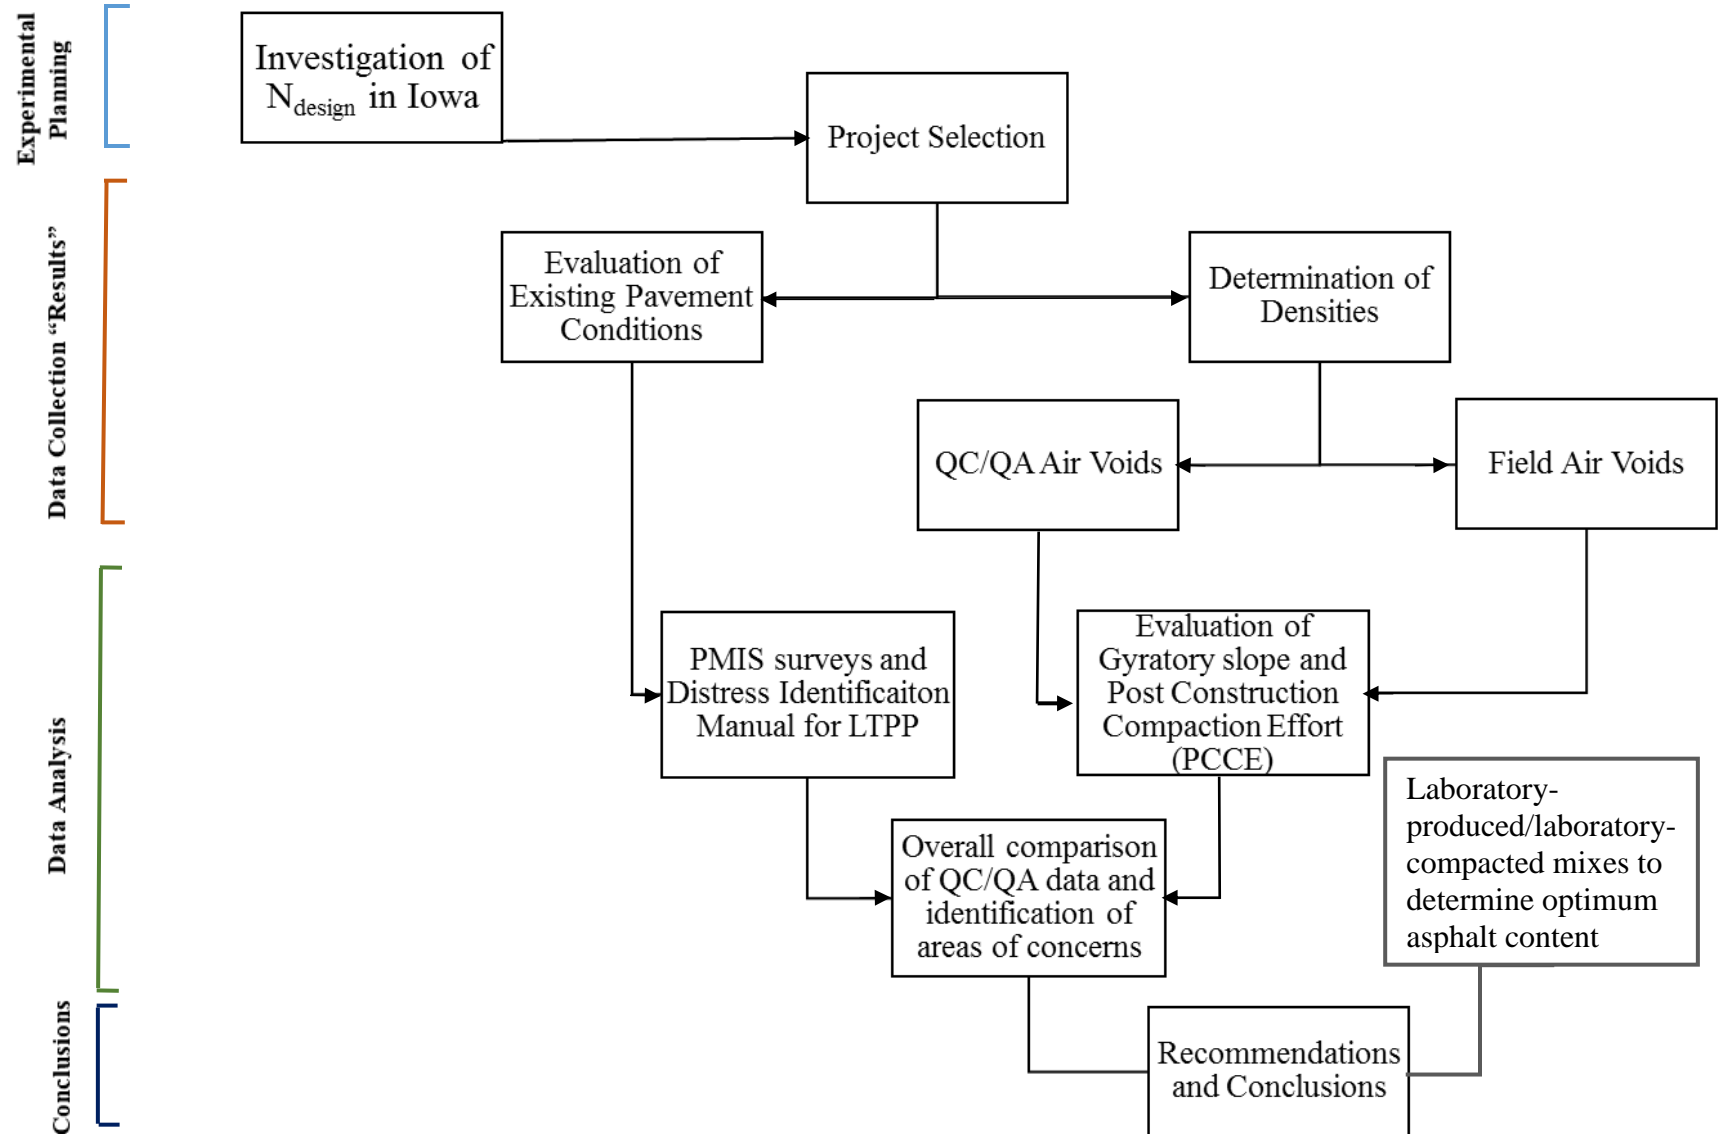 Experimental
Planning
Investigation of
N_design in Iowa
Project Selection
Data Collection “Results”
Evaluation of
Existing Pavement
Conditions
Determination of
Densities
QC/QA Air Voids
Field Air Voids
Data Analysis
PMIS surveys and
Distress Identificaiton
Manual for LTPP
Evaluation of
Gyratory slope and
Post Construction
Compaction Effort
(PCCE)
Overall comparison
of QC/QA data and
identification of
areas of concerns
Laboratory-
produced/laboratory-
compacted mixes to
determine optimum
asphalt content
Conclusions
Recommendations
and Conclusions